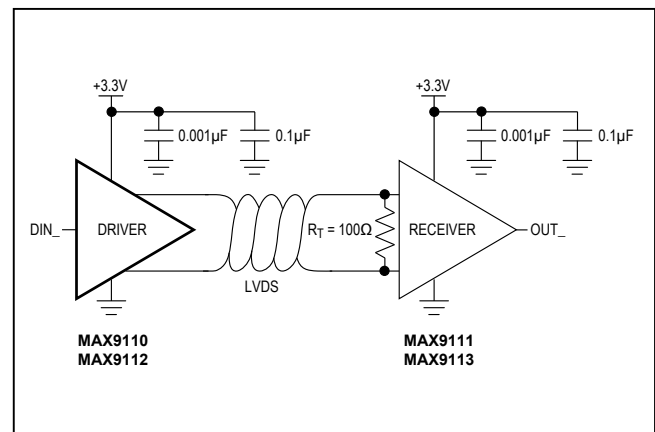 +3.3V
+3.3V
0.001µF
0.1µF
0.001µF
0.1µF
DIN_
DRIVER
R_T = 100Ω
RECEIVER
OUT_
LVDS
MAX9110
MAX9112
MAX9111
MAX9113